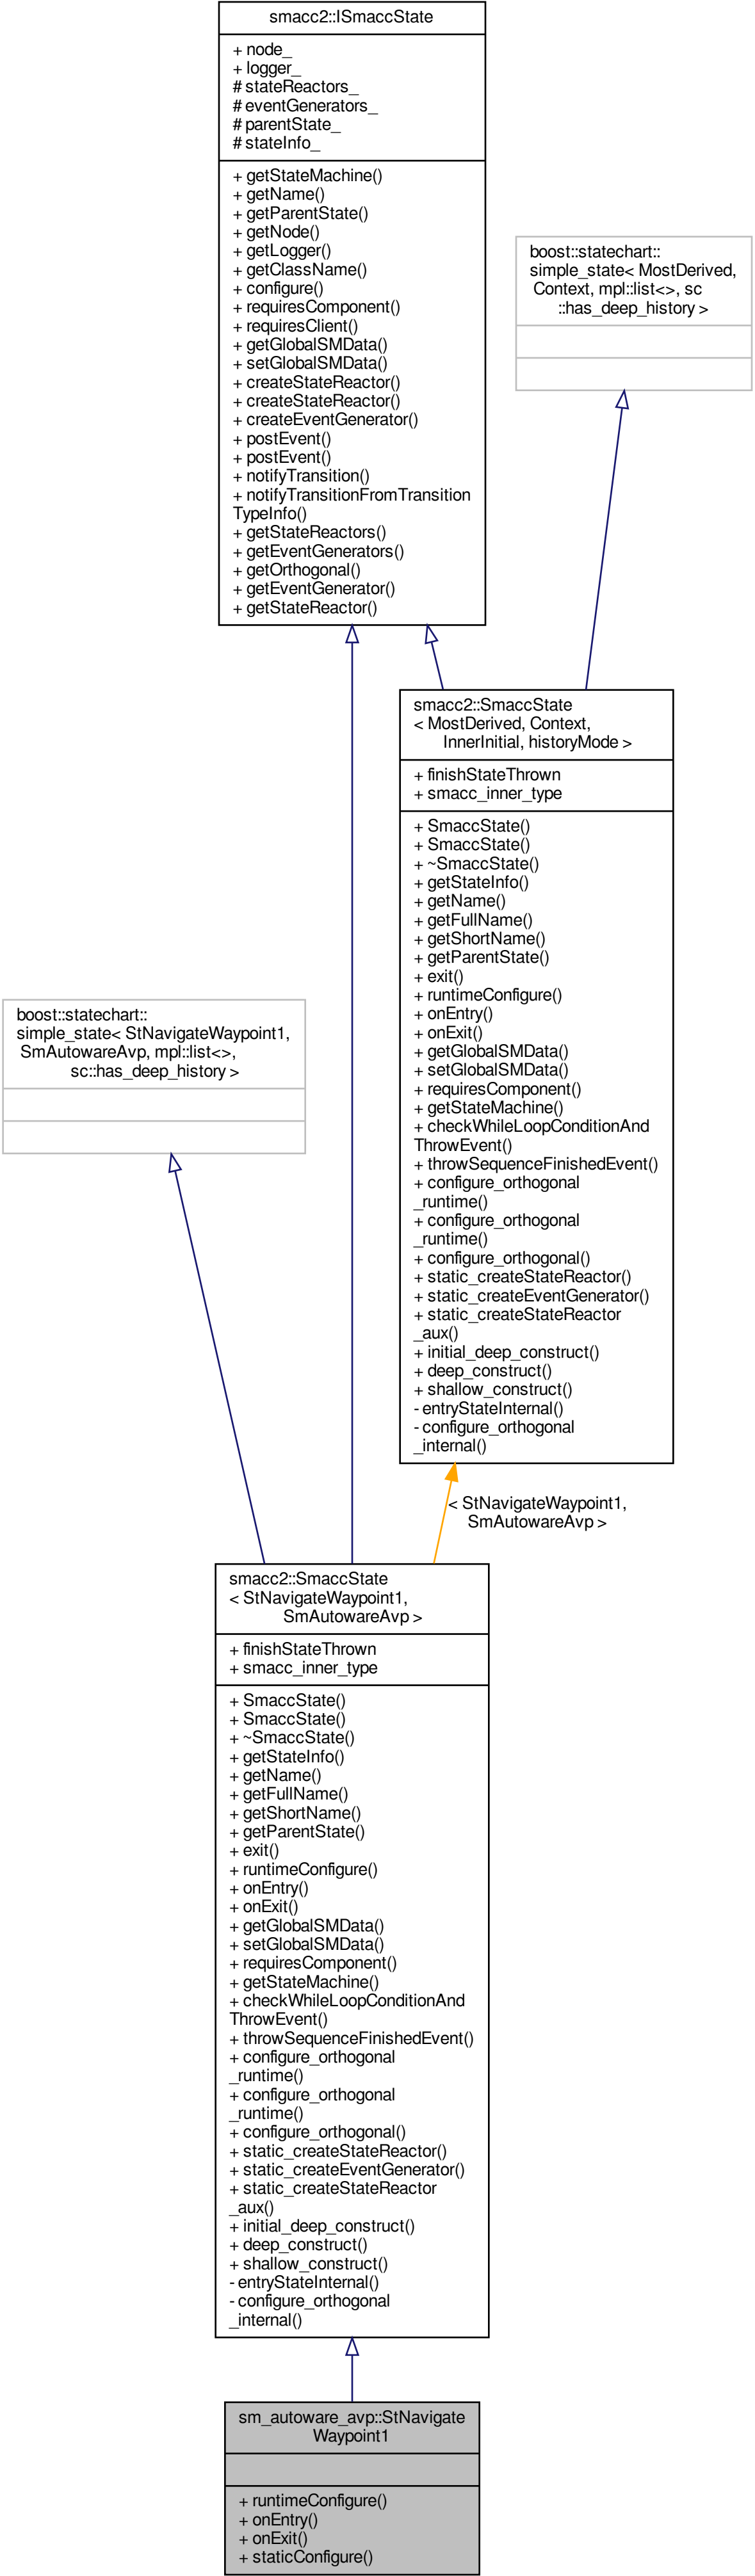 smacc2::ISmaccState
+ node_
+ logger_
# stateReactors_
# eventGenerators_
# parentState_
# stateInfo_
+ getStateMachine()
+ getName()
+ getParentState()
+ getNode()
+ getLogger()
+ getClassName()
+ configure()
+ requiresComponent()
+ requiresClient()
+ getGlobalSMData()
+ setGlobalSMData()
+ createStateReactor()
+ createStateReactor()
+ createEventGenerator()
+ postEvent()
+ postEvent()
+ notifyTransition()
+ notifyTransitionFromTransition
TypeInfo()
+ getStateReactors()
+ getEventGenerators()
+ getOrthogonal()
+ getEventGenerator()
+ getStateReactor()
boost::statechart::
simple_state< MostDerived,
Context, mpl::list<>, sc
::has_deep_history >
smacc2::SmaccState
< MostDerived, Context,
InnerInitial, historyMode >
+ finishStateThrown
+ smacc_inner_type
+ SmaccState()
+ SmaccState()
+ ~SmaccState()
+ getStateInfo()
+ getName()
+ getFullName()
+ getShortName()
+ getParentState()
+ exit()
+ runtimeConfigure()
+ onEntry()
+ onExit()
+ getGlobalSMData()
+ setGlobalSMData()
+ requiresComponent()
+ getStateMachine()
+ checkWhileLoopConditionAnd
ThrowEvent()
+ throwSequenceFinishedEvent()
+ configure_orthogonal
_runtime()
+ configure_orthogonal
_runtime()
+ configure_orthogonal()
+ static_createStateReactor()
+ static_createEventGenerator()
+ static_createStateReactor
_aux()
+ initial_deep_construct()
+ deep_construct()
+ shallow_construct()
- entryStateInternal()
- configure_orthogonal
_internal()
boost::statechart::
simple_state< StNavigateWaypoint1,
SmAutowareAvp, mpl::list<>,
sc::has_deep_history >
< StNavigateWaypoint1,
SmAutowareAvp >
smacc2::SmaccState
< StNavigateWaypoint1,
SmAutowareAvp >
+ finishStateThrown
+ smacc_inner_type
+ SmaccState()
+ SmaccState()
+ ~SmaccState()
+ getStateInfo()
+ getName()
+ getFullName()
+ getShortName()
+ getParentState()
+ exit()
+ runtimeConfigure()
+ onEntry()
+ onExit()
+ getGlobalSMData()
+ setGlobalSMData()
+ requiresComponent()
+ getStateMachine()
+ checkWhileLoopConditionAnd
ThrowEvent()
+ throwSequenceFinishedEvent()
+ configure_orthogonal
_runtime()
+ configure_orthogonal
_runtime()
+ configure_orthogonal()
+ static_createStateReactor()
+ static_createEventGenerator()
+ static_createStateReactor
_aux()
+ initial_deep_construct()
+ deep_construct()
+ shallow_construct()
- entryStateInternal()
- configure_orthogonal
_internal()
sm_autoware_avp::StNavigate
Waypoint1
+ runtimeConfigure()
+ onEntry()
+ onExit()
+ staticConfigure()